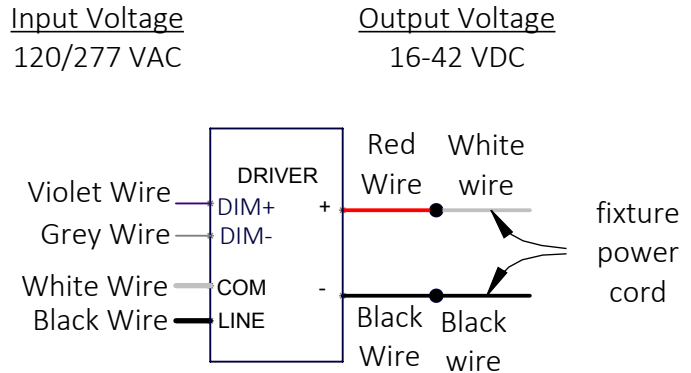 Input Voltage
120/277 VAC
Output Voltage
16-42 VDC
DRIVER
Violet Wire
DIM+
Grey Wire
DIM-
White Wire
COM
Black Wire
LINE
+
-
Red
Wire
White
wire
Black
Wire
Black
wire
fixture
power
cord